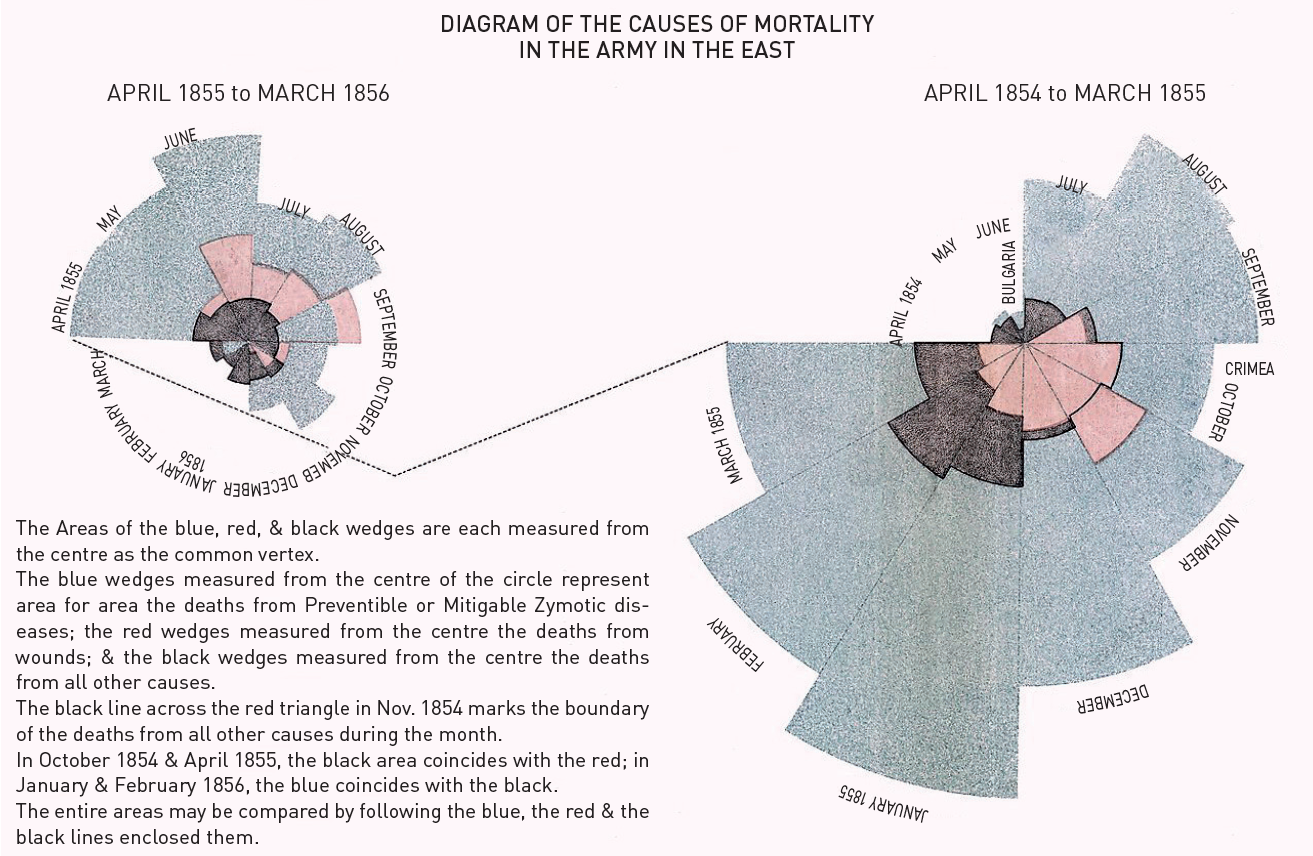 DIAGRAM OF THE CAUSES OF MORTALITY
IN THE ARMY IN THE EAST
APRIL 1855 to MARCH 1856
APRIL 1854 to MARCH 1855
JUNE
JULY
AUGUST
MAY
APRIL 1855
SEPTEMBER OCTOBER NOVEMEB DECEMBER JANUARY FEBRUARY MARCH
1856
JULY
AUGUST
JUNE
MAY
BULGARIA
APRIL 1854
SEPTEMBER
CRIMEA
OCTOBER
NOVEMBER
DECEMBER
JANUARY 1855
FEBRUARY
MARCH 1855
The Areas of the blue, red, & black wedges are each measured from
the centre as the common vertex.
The blue wedges measured from the centre of the circle represent
area for area the deaths from Preventible or Mitigable Zymotic dis-
eases; the red wedges measured from the centre the deaths from
wounds; & the black wedges measured from the centre the deaths
from all other causes.
The black line across the red triangle in Nov. 1854 marks the boundary
of the deaths from all other causes during the month.
In October 1854 & April 1855, the black area coincides with the red; in
January & February 1856, the blue coincides with the black.
The entire areas may be compared by following the blue, the red & the
black lines enclosed them.